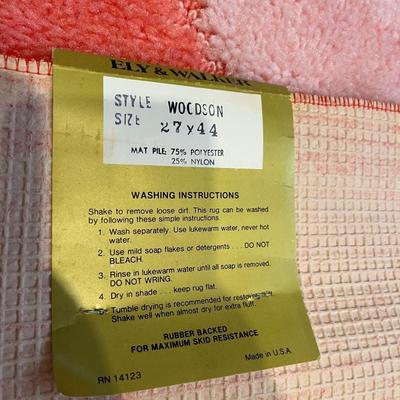 ELY & WALKER
STYLE WOODSON
SIZE 27 x 44
MAT PILE: 75% POLYESTER
25% NYLON
WASHING INSTRUCTIONS
Shake to remove loose dirt. This rug can be washed
by following these simple instructions.
1. Wash separately. Use lukewarm water, never hot
water.
2. Use mild soap flakes or detergents . . . DO NOT
BLEACH.
3. Rinse in lukewarm water until all soap is removed.
DO NOT WRING.
4. Dry in shade . . . keep rug flat.
5. Tumble drying is recommended for
Shake well when almost dry for extra fluff.
RUBBER BACKED
FOR MAXIMUM SKID RESISTANCE
Made in U.S.A.
RN 14123